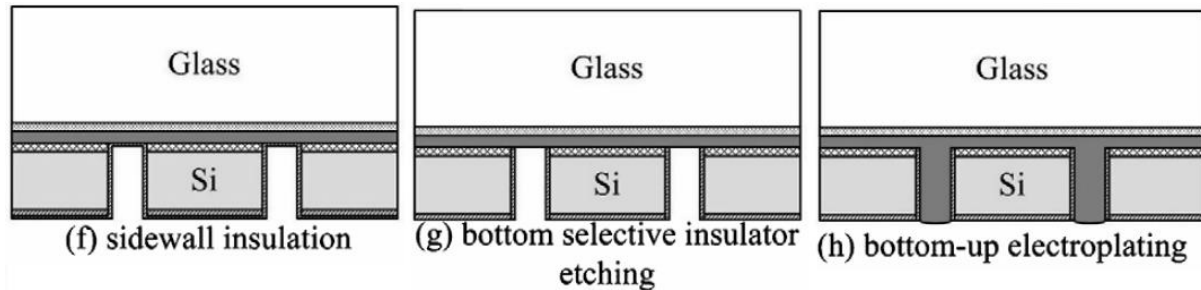 Glass
Si
(f) sidewall insulation
Glass
Si
(g) bottom selective insulator
etching
Glass
Si
(h) bottom-up electroplating